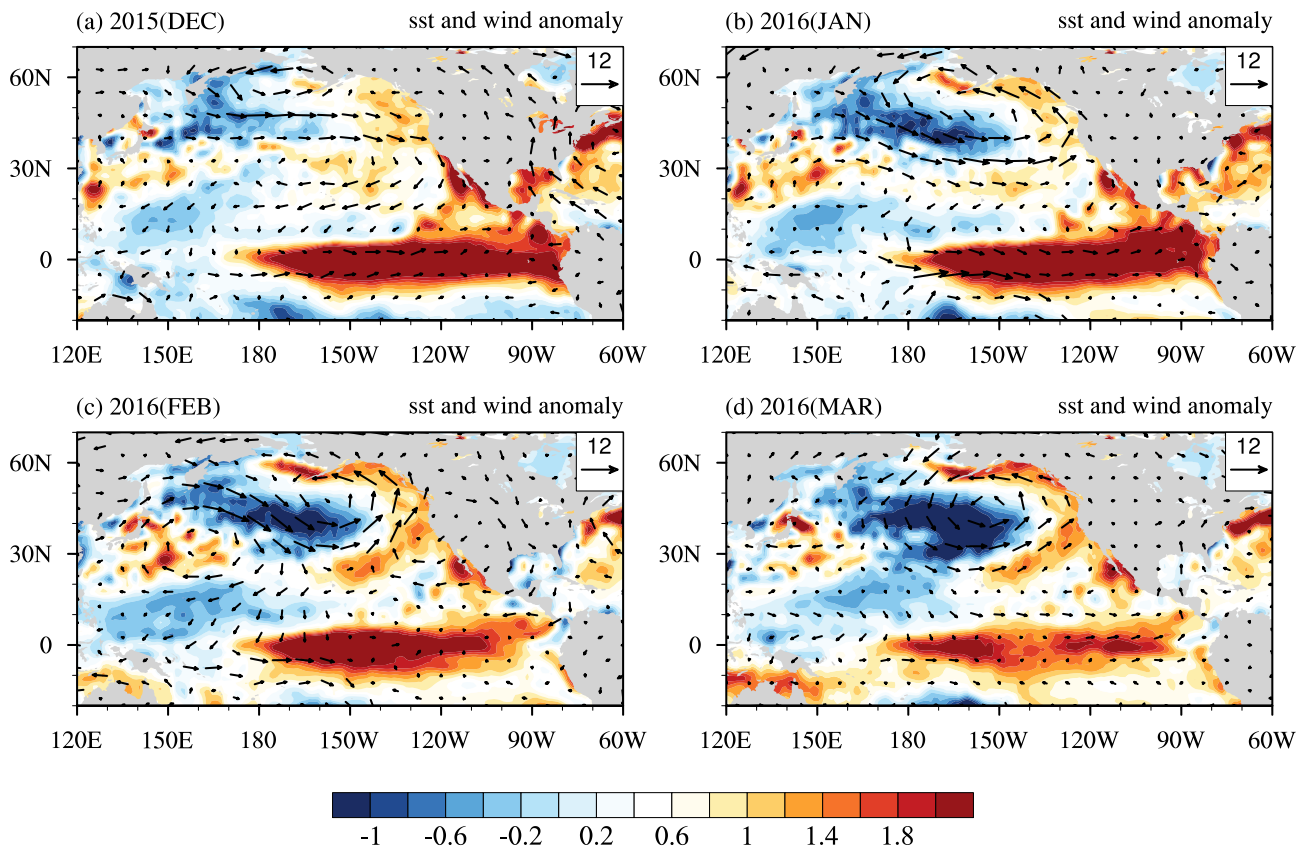 (a) 2015(DEC) sst and wind anomaly
12
60N
30N
0
120E 150E 180 150W 120W 90W 60W
(b) 2016(JAN) sst and wind anomaly
12
60N
30N
0
120E 150E 180 150W 120W 90W 60W
(c) 2016(FEB) sst and wind anomaly
12
60N
30N
0
120E 150E 180 150W 120W 90W 60W
(d) 2016(MAR) sst and wind anomaly
12
60N
30N
0
120E 150E 180 150W 120W 90W 60W
-1 -0.6 -0.2 0.2 0.6 1 1.4 1.8